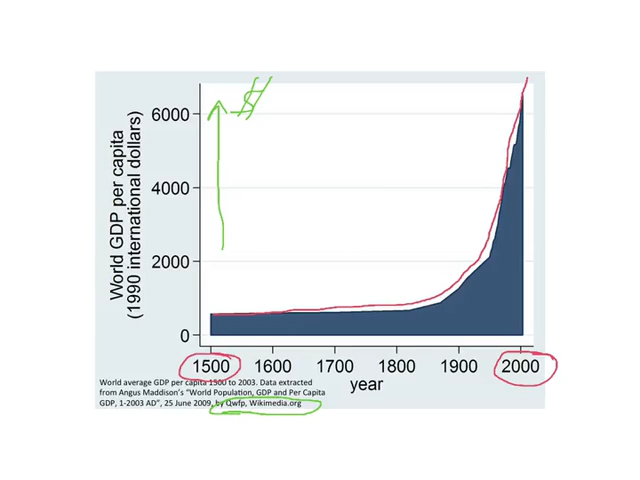 $
6000
4000
2000
0
World GDP per capita
(1990 international dollars)
1500 1600 1700 1800 1900 2000
year
World average GDP per capita 1500 to 2003. Data extracted
from Angus Maddison's "World Population, GDP and Per Capita
GDP, 1-2003 AD", 25 June 2009, by Qwfp, Wikimedia.org